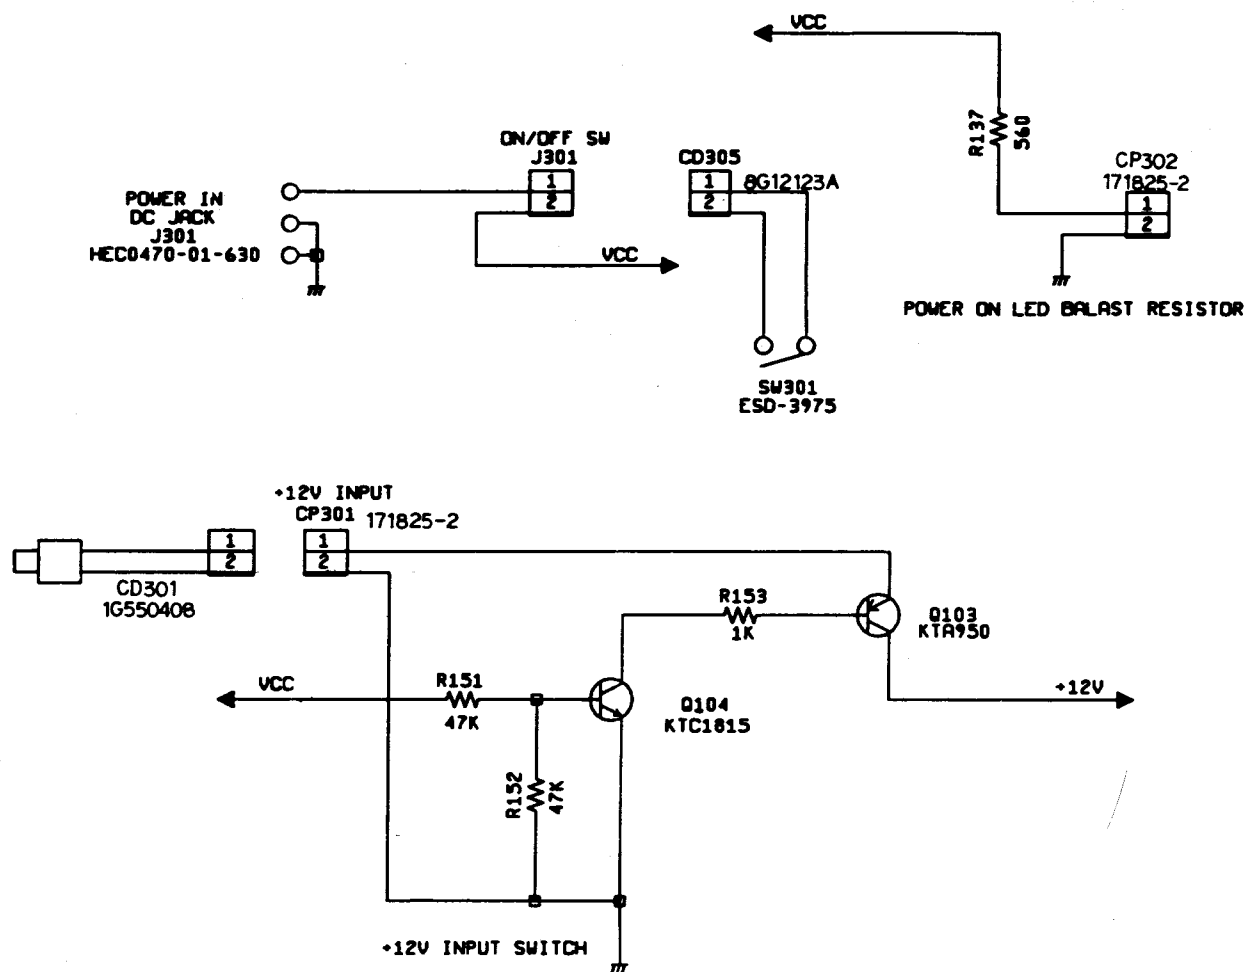 VCC
R137
560
ON/OFF SW
J301
1
2
CD305
1
2
8G12123A
CP302
171825-2
1
2
POWER IN
DC JACK
J301
HEC0470-01-630
VCC
POWER ON LED BALAST RESISTOR
SW301
ESD-3975
+12V INPUT
CP301 171825-2
1
2
1
2
CD301
1G550408
R153
1K
Q103
KTA950
VCC
R151
47K
Q104
KTC1815
+12V
R152
47K
+12V INPUT SWITCH